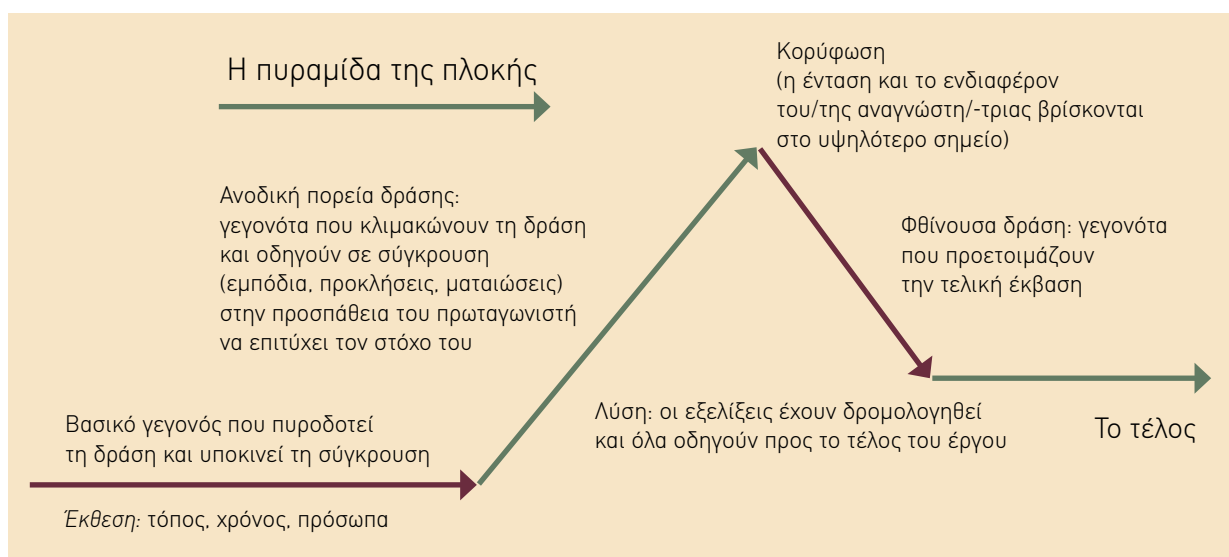 Η πυραμίδα της πλοκής
Κορύφωση
(η ένταση και το ενδιαφέρον
του/της αναγνώστη/-τριας βρίσκονται
στο υψηλότερο σημείο)
Ανοδική πορεία δράσης:
γεγονότα που κλιμακώνουν τη δράση
και οδηγούν σε σύγκρουση
(εμπόδια, προκλήσεις, ματαιώσεις)
στην προσπάθεια του πρωταγωνιστή
να επιτύχει τον στόχο του
Φθίνουσα δράση: γεγονότα
που προετοιμάζουν
την τελική έκβαση
Βασικό γεγονός που πυροδοτεί
τη δράση και υποκινεί τη σύγκρουση
Έκθεση: τόπος, χρόνος, πρόσωπα
Λύση: οι εξελίξεις έχουν δρομολογηθεί
και όλα οδηγούν προς το τέλος του έργου
Το τέλος